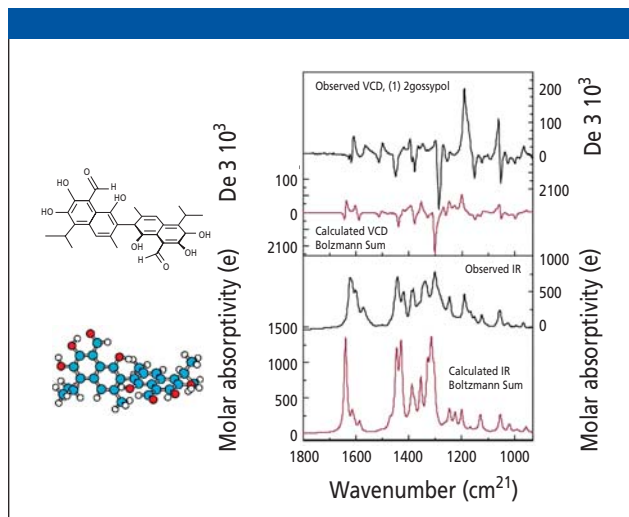 Observed VCD, (1) 2gossypol
200
100
0
2100
De 3 10³
De 3 10³
100
0
2100
Calculated VCD
Bolzmann Sum
O
H
HO
OH
HO
OH
OH
OH
H
O
Observed IR
1000
500
0
Molar absorptivity (e)
Molar absorptivity (e)
1500
1000
500
0
Calculated IR
Boltzmann Sum
1800
1600
1400
1200
1000
Wavenumber (cm²¹)